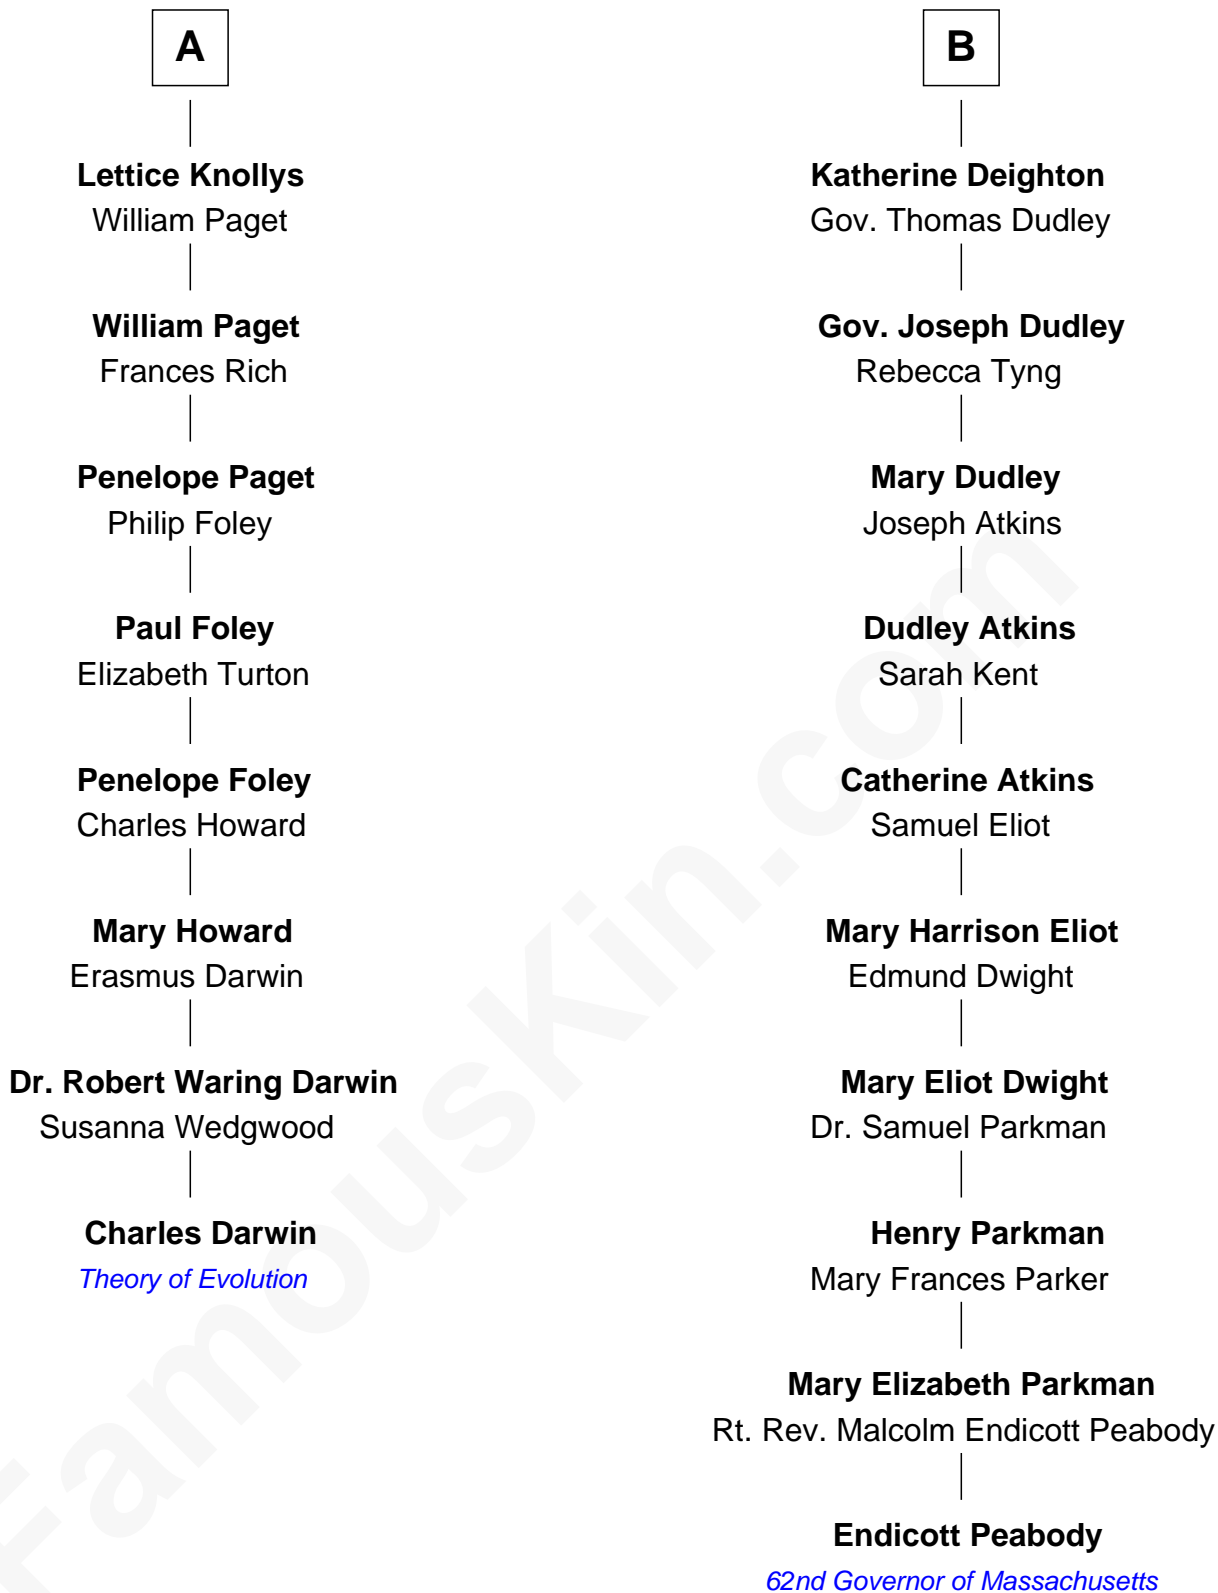 A
Lettice Knollys
William Paget
William Paget
Frances Rich
Penelope Paget
Philip Foley
Paul Foley
Elizabeth Turton
Penelope Foley
Charles Howard
Mary Howard
Erasmus Darwin
Dr. Robert Waring Darwin
Susanna Wedgwood
Charles Darwin
Theory of Evolution
B
Katherine Deighton
Gov. Thomas Dudley
Gov. Joseph Dudley
Rebecca Tyng
Mary Dudley
Joseph Atkins
Dudley Atkins
Sarah Kent
Catherine Atkins
Samuel Eliot
Mary Harrison Eliot
Edmund Dwight
Mary Eliot Dwight
Dr. Samuel Parkman
Henry Parkman
Mary Frances Parker
Mary Elizabeth Parkman
Rt. Rev. Malcolm Endicott Peabody
Endicott Peabody
62nd Governor of Massachusetts
FamousKin.com